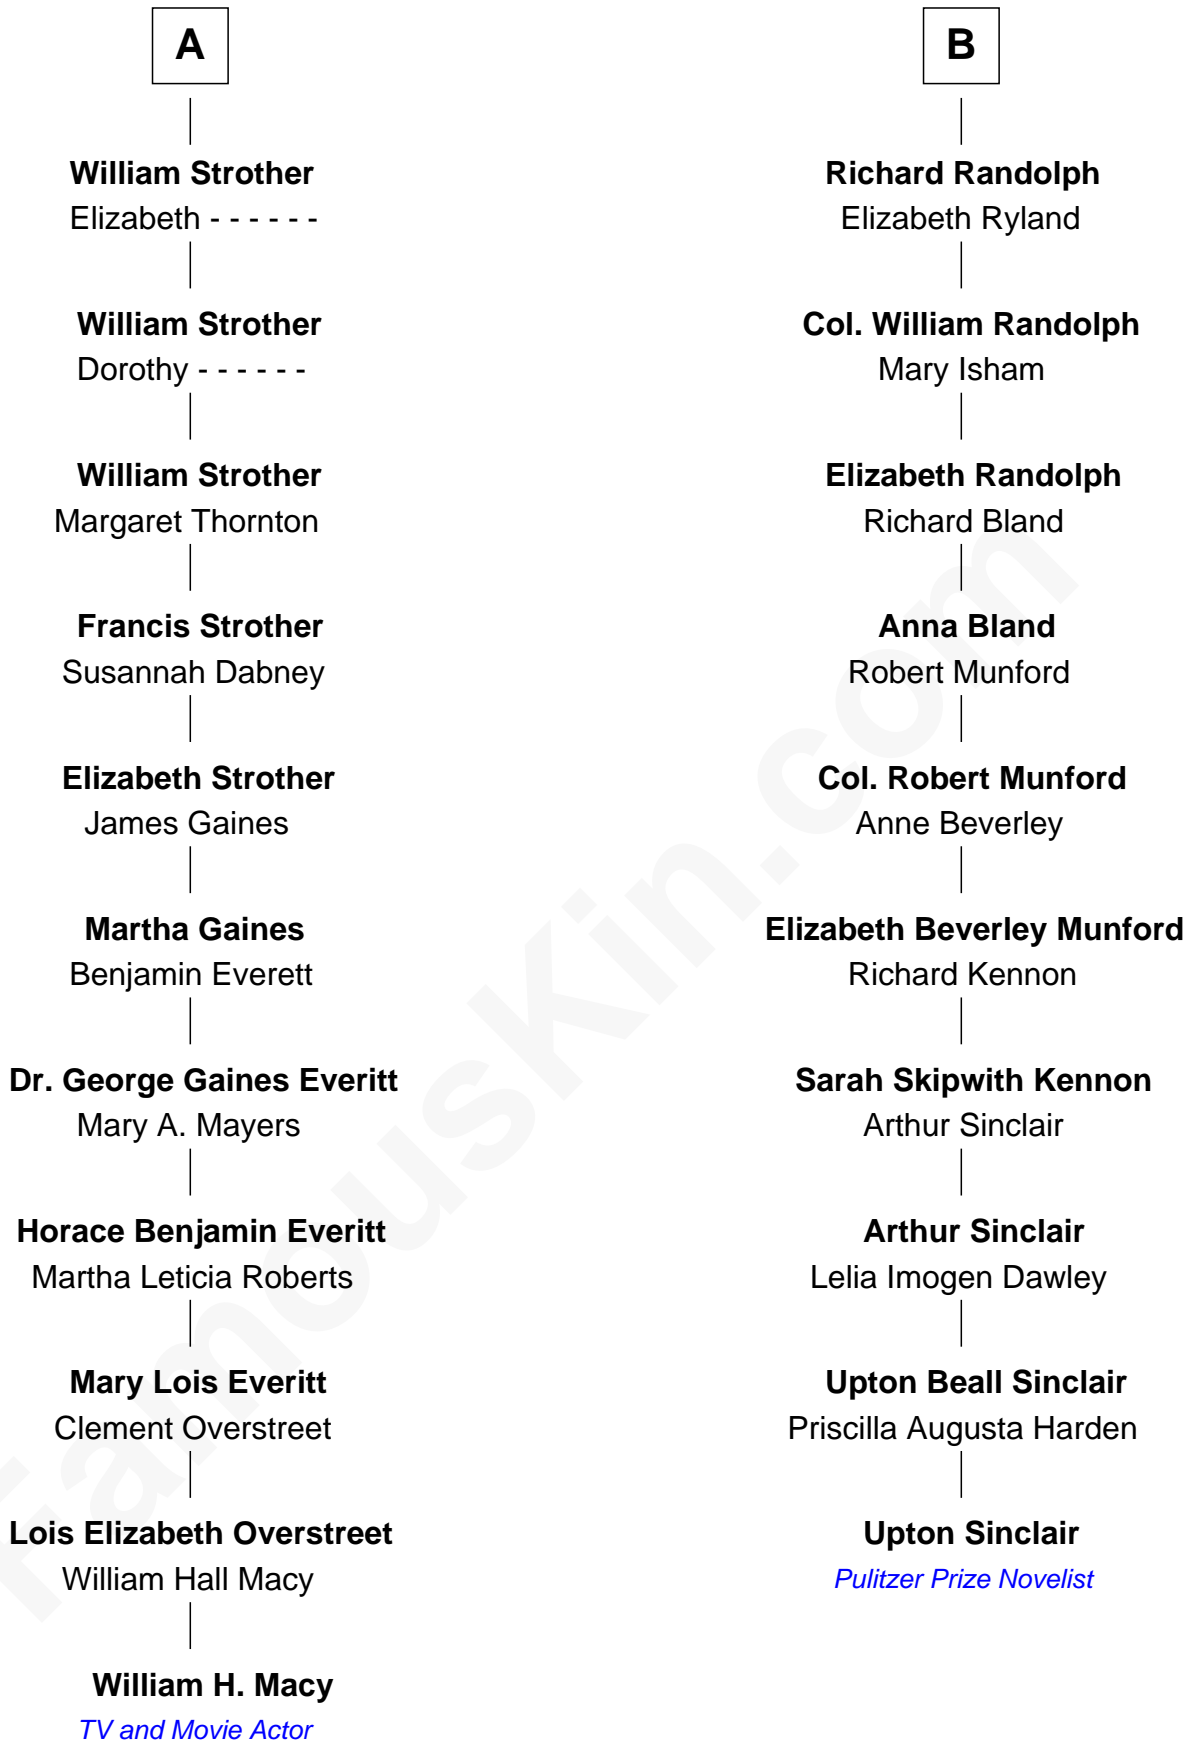 A
William Strother
Elizabeth - - - - - -
William Strother
Dorothy - - - - - -
William Strother
Margaret Thornton
Francis Strother
Susannah Dabney
Elizabeth Strother
James Gaines
Martha Gaines
Benjamin Everett
Dr. George Gaines Everitt
Mary A. Mayers
Horace Benjamin Everitt
Martha Leticia Roberts
Mary Lois Everitt
Clement Overstreet
Lois Elizabeth Overstreet
William Hall Macy
William H. Macy
TV and Movie Actor
B
Richard Randolph
Elizabeth Ryland
Col. William Randolph
Mary Isham
Elizabeth Randolph
Richard Bland
Anna Bland
Robert Munford
Col. Robert Munford
Anne Beverley
Elizabeth Beverley Munford
Richard Kennon
Sarah Skipwith Kennon
Arthur Sinclair
Arthur Sinclair
Lelia Imogen Dawley
Upton Beall Sinclair
Priscilla Augusta Harden
Upton Sinclair
Pulitzer Prize Novelist
FamousKin.com